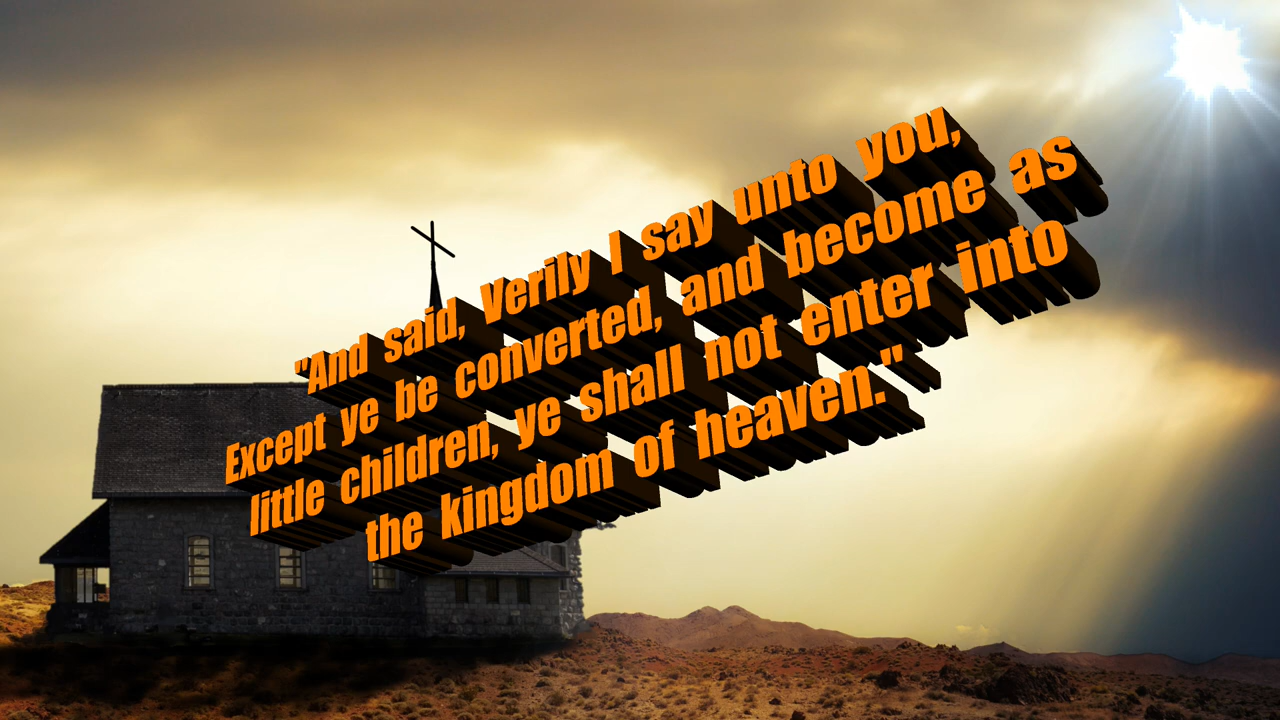 "And said, Verily I say unto you,
Except ye be converted, and become as
little children, ye shall not enter into
the kingdom of heaven."